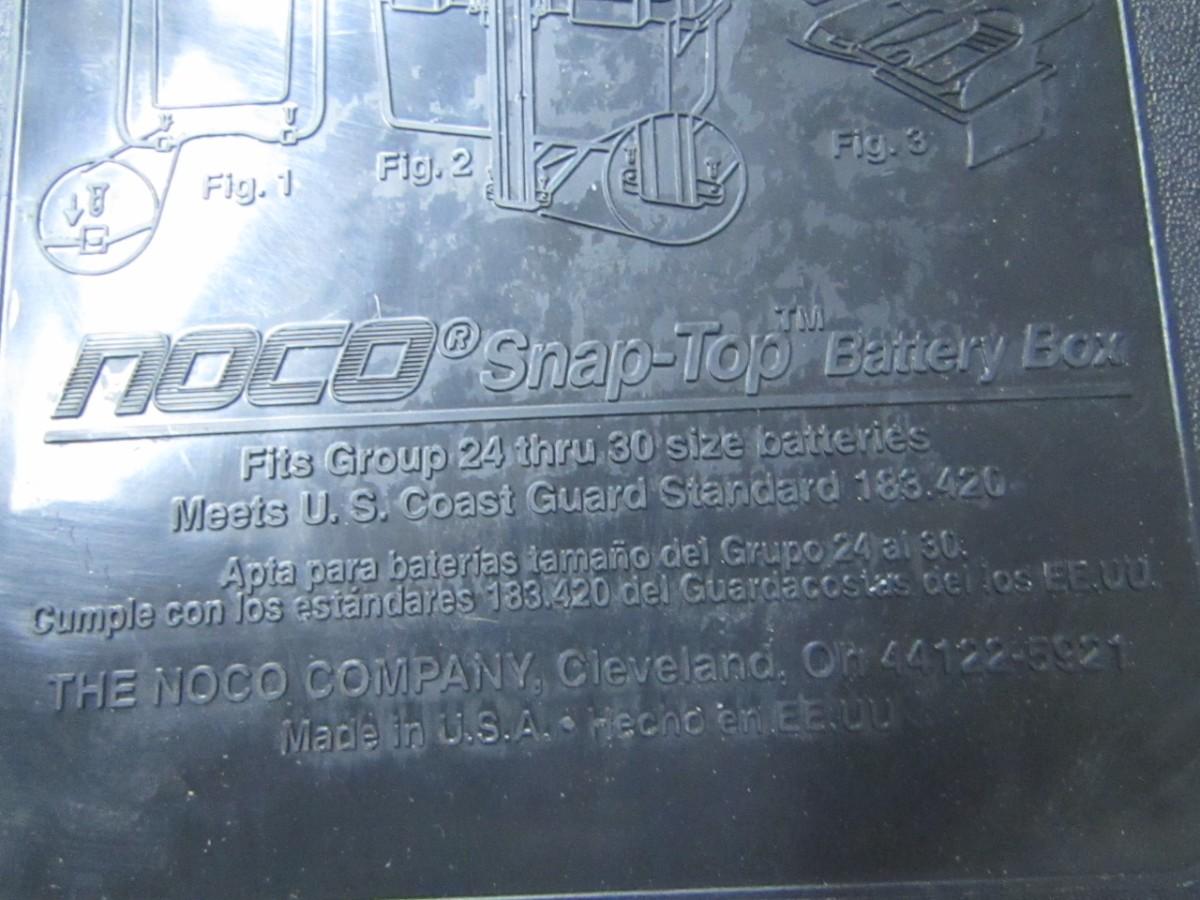 Fig. 1
Fig. 2
Fig. 3
NOCO® Snap-Top™ Battery Box
Fits Group 24 thru 30 size batteries
Meets U. S. Coast Guard Standard 183.420
Apta para baterías tamaño del Grupo 24 al 30.
Cumple con los estándares 183.420 del Guardacostas del los EE.UU.
THE NOCO COMPANY, Cleveland, Oh 44122-5921
Made in U.S.A. • Hecho en EE.UU